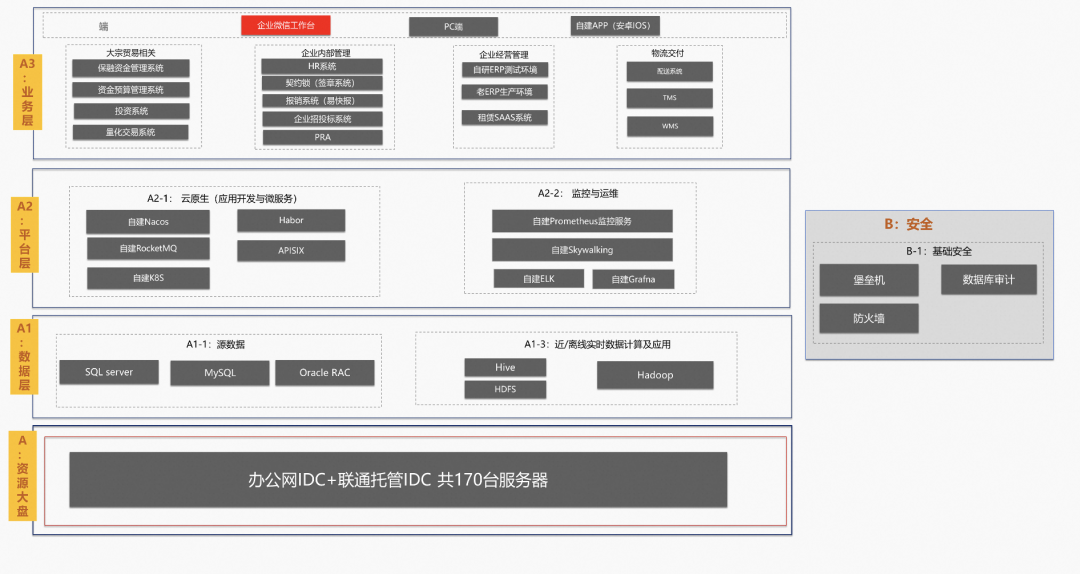 端
企业微信工作台
PC端
自建APP（安卓IOS）
A3：业务层
大宗贸易相关
保融资金管理系统
资金预算管理系统
投资系统
量化交易系统
企业内部管理
HR系统
契约锁（签章系统）
报销系统（易快报）
企业招投标系统
PRA
企业经营管理
自研ERP测试环境
老ERP生产环境
租赁SAAS系统
物流交付
配送系统
TMS
WMS
A2：平台层
A2-1： 云原生（应用开发与微服务）
自建Nacos
Habor
自建RocketMQ
APISIX
自建K8S
A2-2： 监控与运维
自建Prometheus监控服务
自建Skywalking
自建ELK
自建Grafna
A1：数据层
A1-1：源数据
SQL server
MySQL
Oracle RAC
A1-3：近/离线实时数据计算及应用
Hive
HDFS
Hadoop
A：资源大盘
办公网IDC+联通托管IDC 共170台服务器
B：安全
B-1：基础安全
堡垒机
数据库审计
防火墙